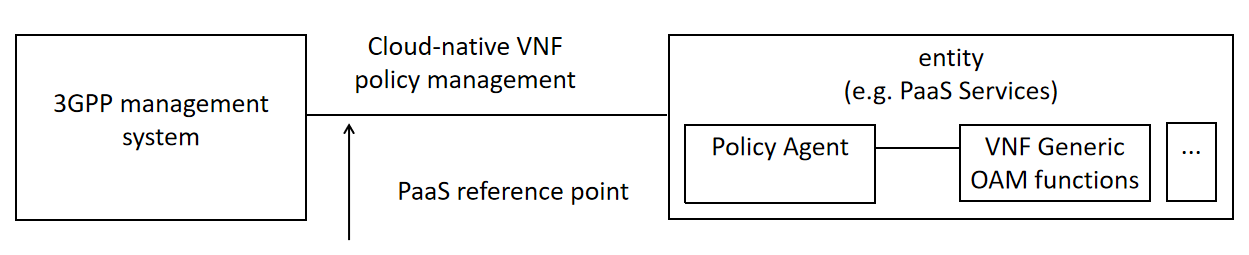 3GPP management
system
Cloud-native VNF
policy management
PaaS reference point
entity
(e.g. PaaS Services)
Policy Agent
VNF Generic
OAM functions
...